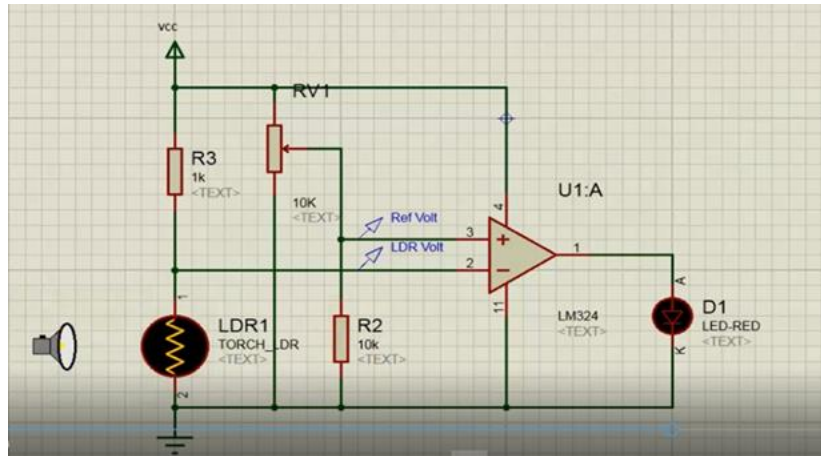 vcc
RV1
R3
1k
<TEXT>
10K
<TEXT>
U1:A
4
Ref Volt
3
+
1
LDR Volt
2
−
11
LM324
<TEXT>
1
LDR1
TORCH_LDR
<TEXT>
2
R2
10k
<TEXT>
A
D1
LED-RED
<TEXT>
K